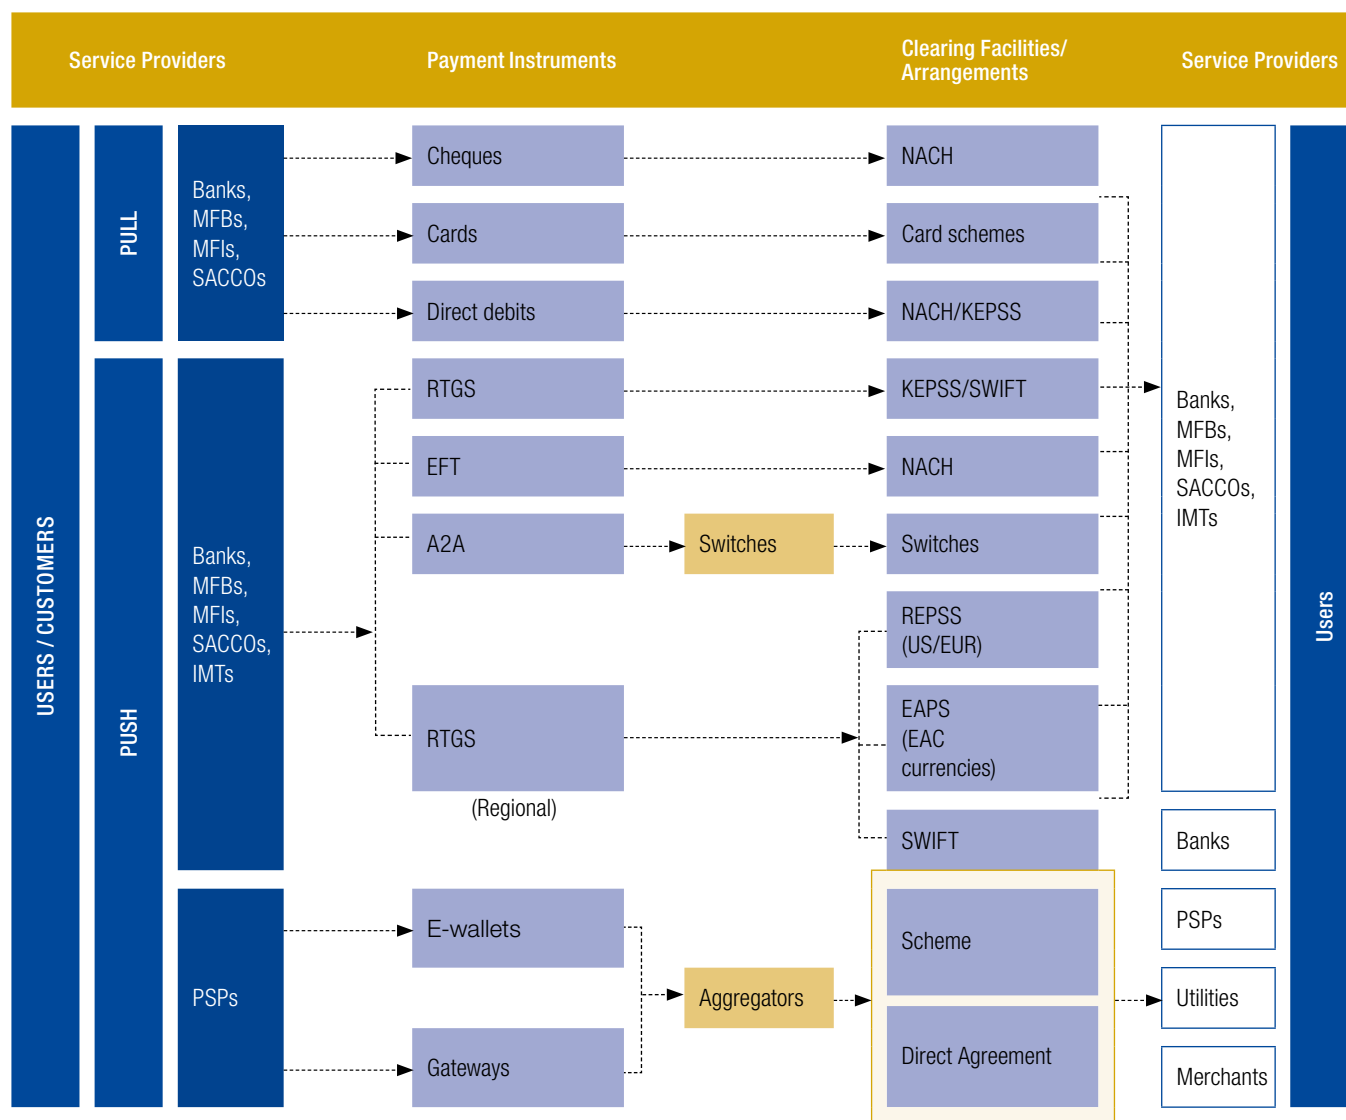 Service Providers
Payment Instruments
Clearing Facilities/
Arrangements
Service Providers
USERS / CUSTOMERS
PULL
Banks,
MFBs,
MFIs,
SACCOs
Cheques
NACH
Cards
Card schemes
Direct debits
NACH/KEPSS
PUSH
Banks,
MFBs,
MFIs,
SACCOs,
IMTs
RTGS
KEPSS/SWIFT
EFT
NACH
A2A
Switches
Switches
RTGS
(Regional)
REPSS
(US/EUR)
EAPS
(EAC
currencies)
SWIFT
Banks,
MFBs,
MFIs,
SACCOs,
IMTs
Banks
PSPs
E-wallets
Gateways
Aggregators
Scheme
Direct Agreement
PSPs
Utilities
Merchants
Users